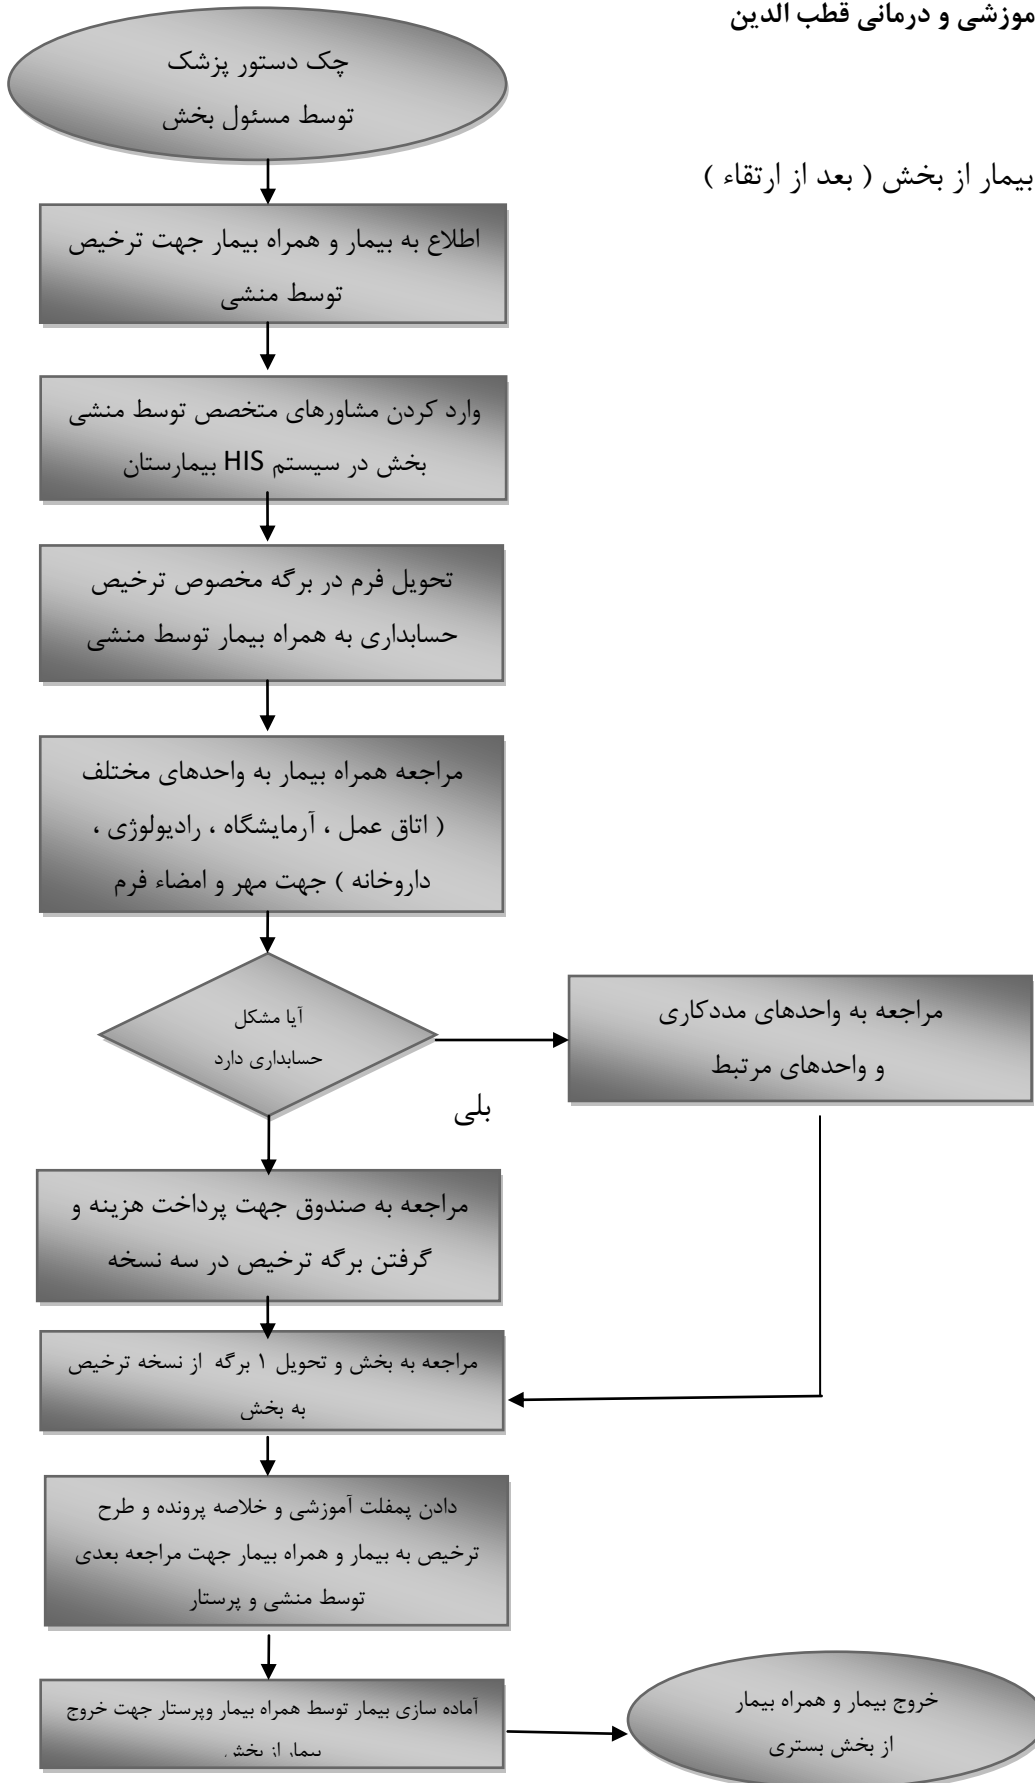 موزشی و درمانی قطب الدین
چک دستور پزشک
توسط مسئول بخش
بیمار از بخش ( بعد از ارتقاء )
اطلاع به بیمار و همراه بیمار جهت ترخیص
توسط منشی
وارد کردن مشاورهای متخصص توسط منشی
بخش در سیستم HIS بیمارستان
تحویل فرم در برگه مخصوص ترخیص
حسابداری به همراه بیمار توسط منشی
مراجعه همراه بیمار به واحدهای مختلف
( اتاق عمل ، آزمایشگاه ، رادیولوژی ،
داروخانه ) جهت مهر و امضاء فرم
آیا مشکل
حسابداری دارد
مراجعه به واحدهای مددکاری
و واحدهای مرتبط
بلی
مراجعه به صندوق جهت پرداخت هزینه و
گرفتن برگه ترخیص در سه نسخه
مراجعه به بخش و تحویل ۱ برگه از نسخه ترخیص
به بخش
دادن پمفلت آموزشی و خلاصه پرونده و طرح
ترخیص به بیمار و همراه بیمار جهت مراجعه بعدی
توسط منشی و پرستار
آماده سازی بیمار توسط همراه بیمار وپرستار جهت خروج
بیمار از بخش
خروج بیمار و همراه بیمار
از بخش بستری